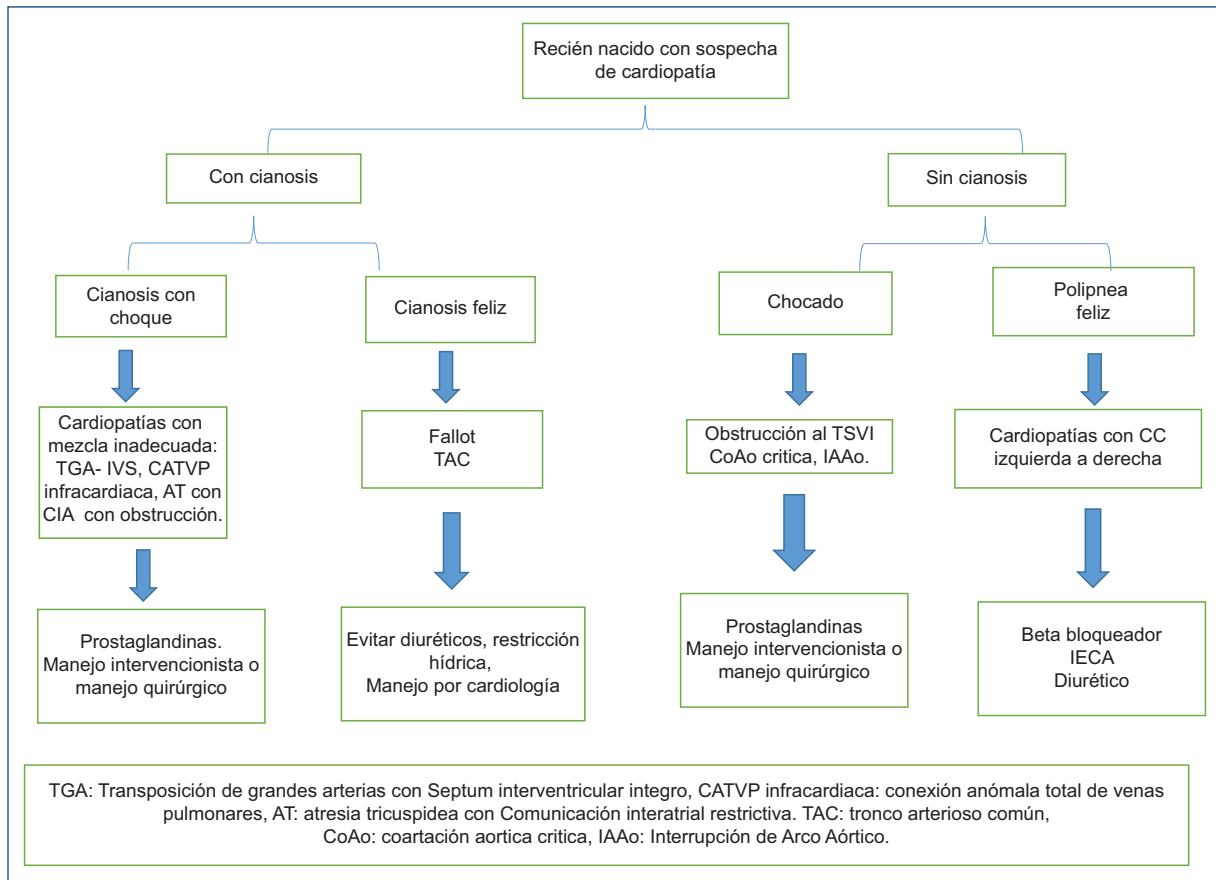 Recién nacido con sospecha
de cardiopatía
Con cianosis
Sin cianosis
Cianosis con
choque
Cianosis feliz
Chocado
Polipnea
feliz
Cardiopatías con
mezcla inadecuada:
TGA- IVS, CATVP
infracardiaca, AT con
CIA con obstrucción.
Fallot
TAC
Obstrucción al TSVI
CoAo critica, IAAo.
Cardiopatías con CC
izquierda a derecha
Prostaglandinas.
Manejo intervencionista o
manejo quirúrgico
Evitar diuréticos, restricción
hídrica,
Manejo por cardiología
Prostaglandinas
Manejo intervencionista o
manejo quirúrgico
Beta bloqueador
IECA
Diurético
TGA: Transposición de grandes arterias con Septum interventricular integro, CATVP infracardiaca: conexión anómala total de venas
pulmonares, AT: atresia tricuspidea con Comunicación interatrial restrictiva. TAC: tronco arterioso común,
CoAo: coartación aortica critica, IAAo: Interrupción de Arco Aórtico.